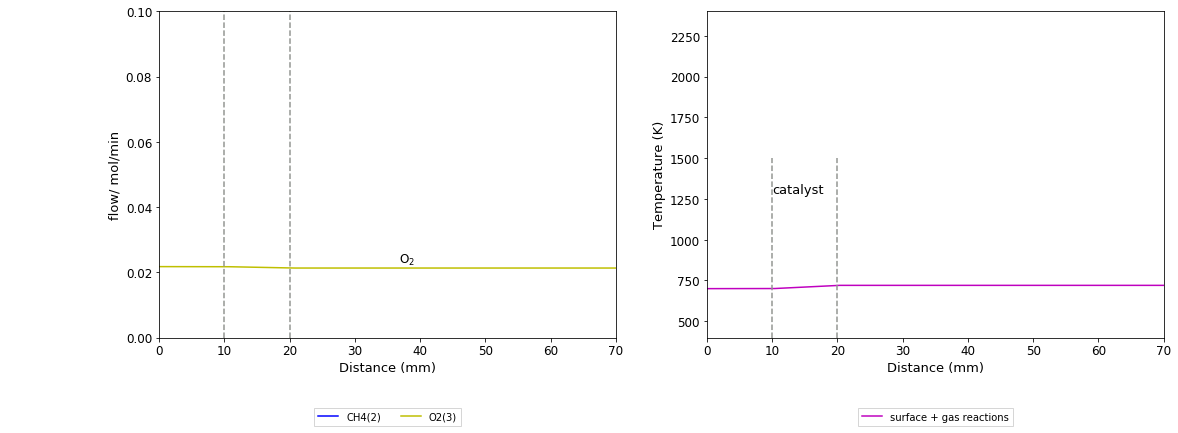 0.10
0.08
0.06
0.04
0.02
0.00
flow/ mol/min
O₂
0 10 20 30 40 50 60 70
Distance (mm)
CH4(2) O2(3)
2250
2000
1750
1500
1250
1000
750
500
Temperature (K)
catalyst
0 10 20 30 40 50 60 70
Distance (mm)
surface + gas reactions